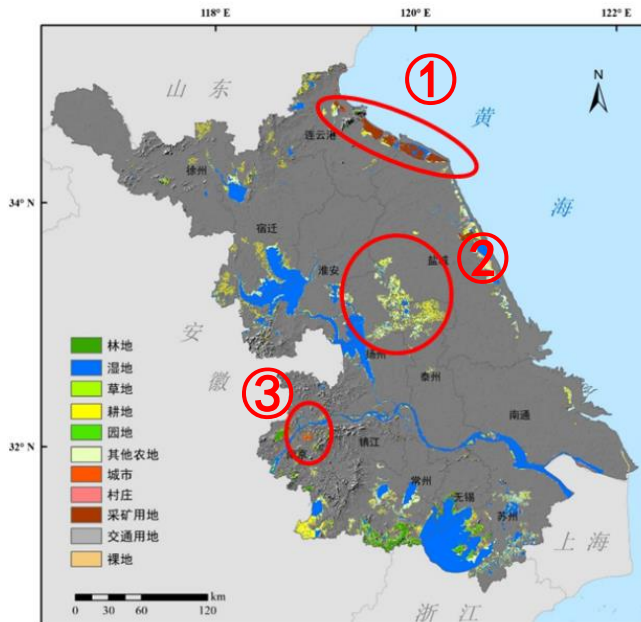 118° E
120° E
122° E
①
N
山 东
黄
海
连云港
徐州
34° N
宿迁
盐城
②
淮安
安
徽
扬州
泰州
③
南通
32° N
镇江
南京
常州
无锡
苏州
上 海
浙 江
林地
湿地
草地
耕地
园地
其他农地
城市
村庄
采矿用地
交通用地
裸地
km
0 15 30 60 90 120